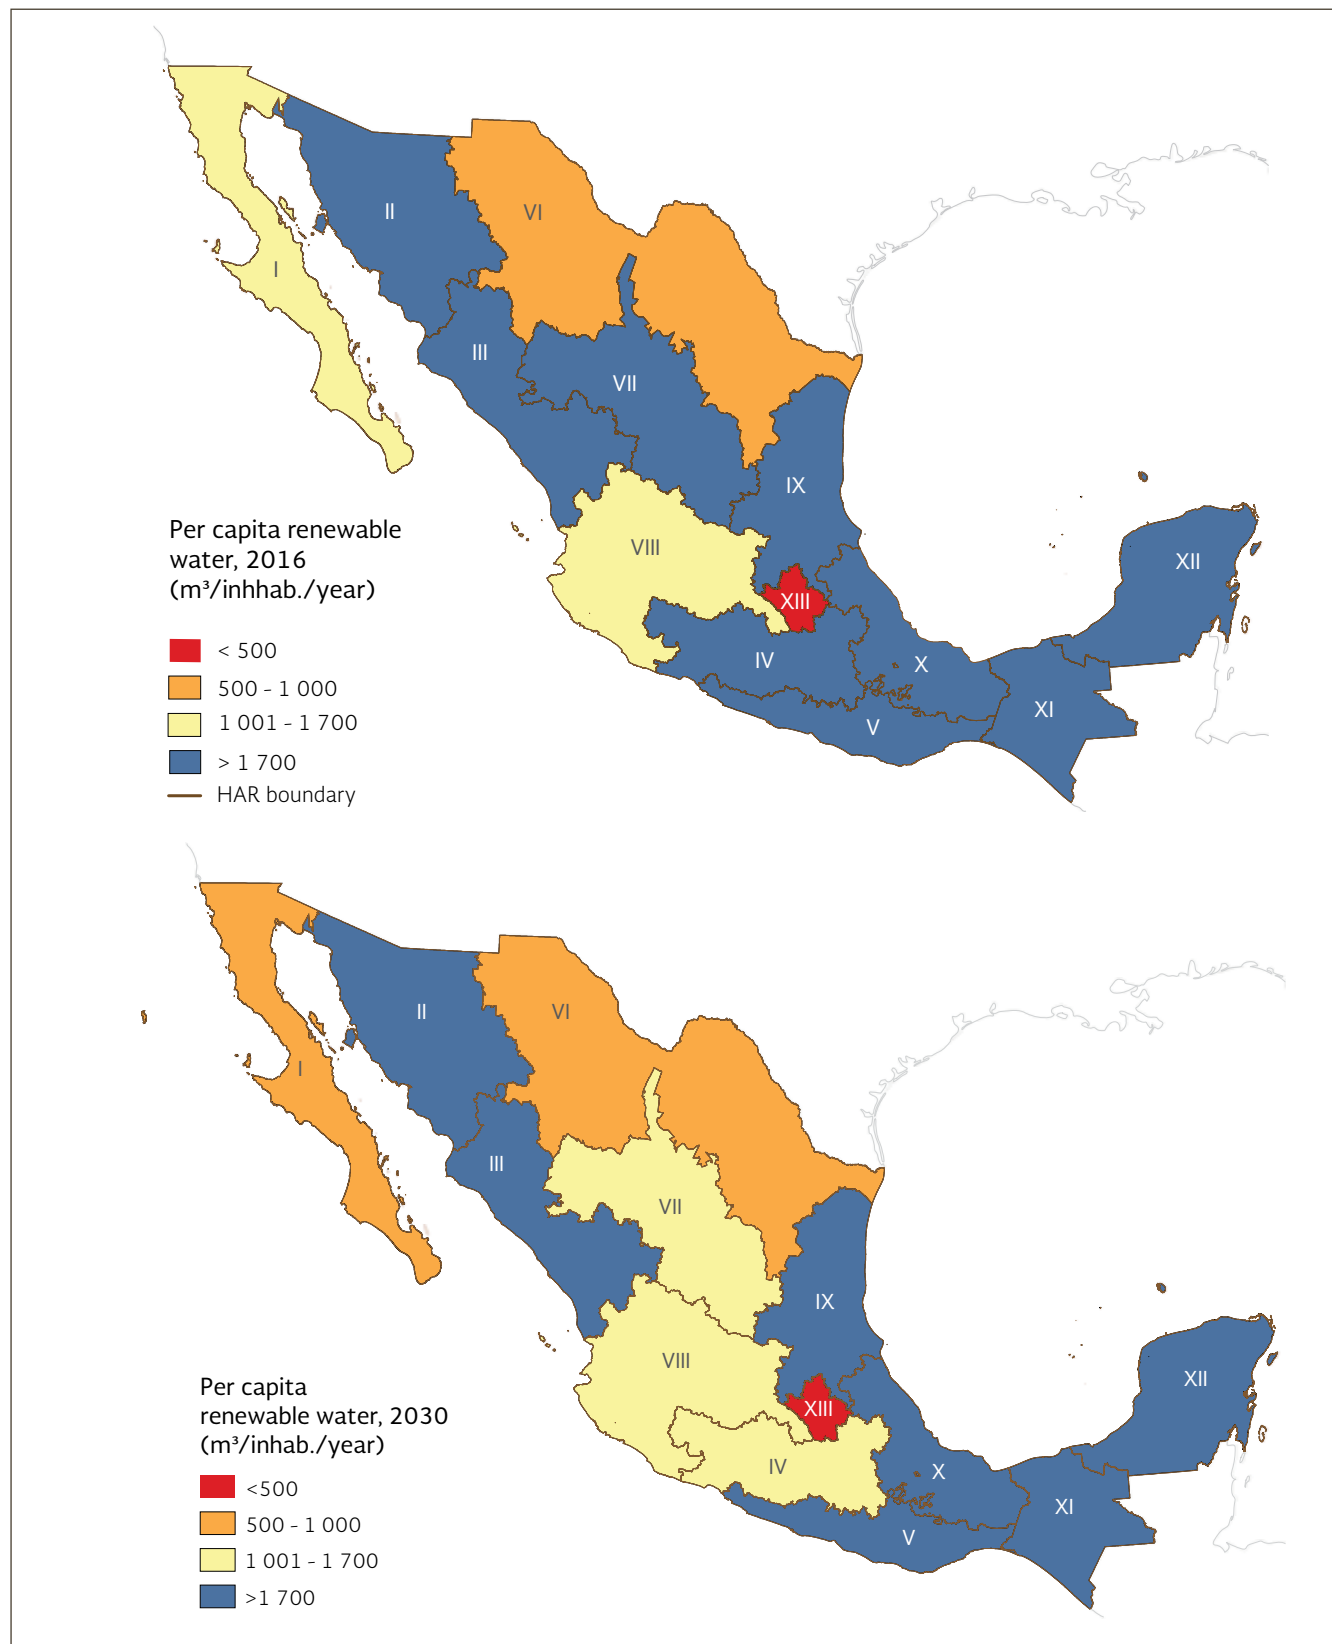 II
VI
I
III
VII
IX
VIII
XII
XIII
IV
X
XI
V
Per capita renewable
water, 2016
(m³/inhhab./year)
< 500
500 - 1 000
1 001 - 1 700
> 1 700
HAR boundary
II
VI
I
III
VII
IX
VIII
XII
XIII
IV
X
XI
V
Per capita
renewable water, 2030
(m³/inhab./year)
<500
500 - 1 000
1 001 - 1 700
>1 700